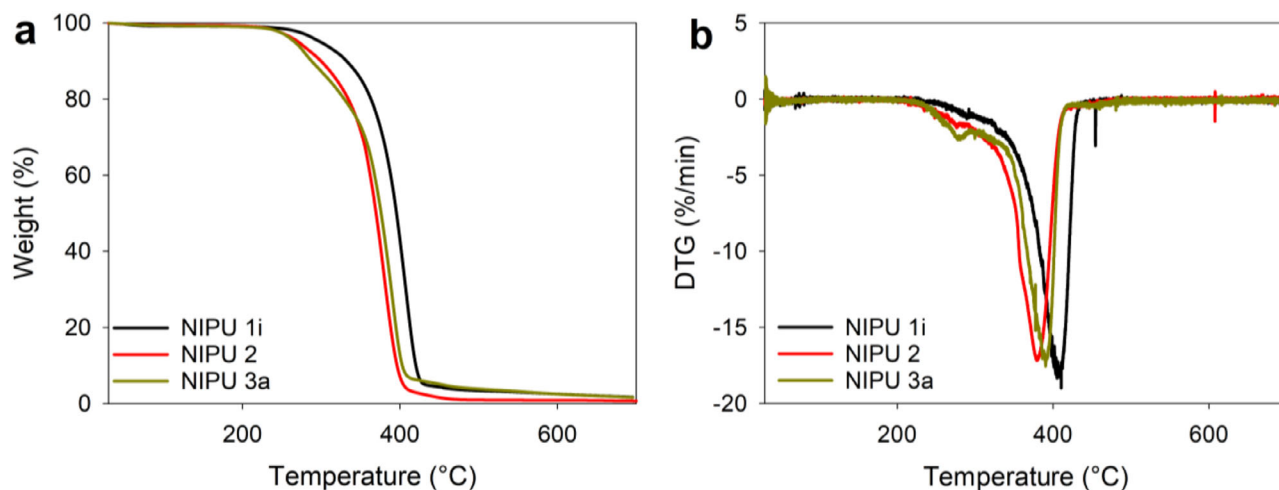 a
100
80
60
40
20
0
Weight (%)
NIPU 1i
NIPU 2
NIPU 3a
200
400
600
Temperature (°C)
b
5
0
-5
-10
-15
-20
DTG (%/min)
NIPU 1i
NIPU 2
NIPU 3a
200
400
600
Temperature (°C)